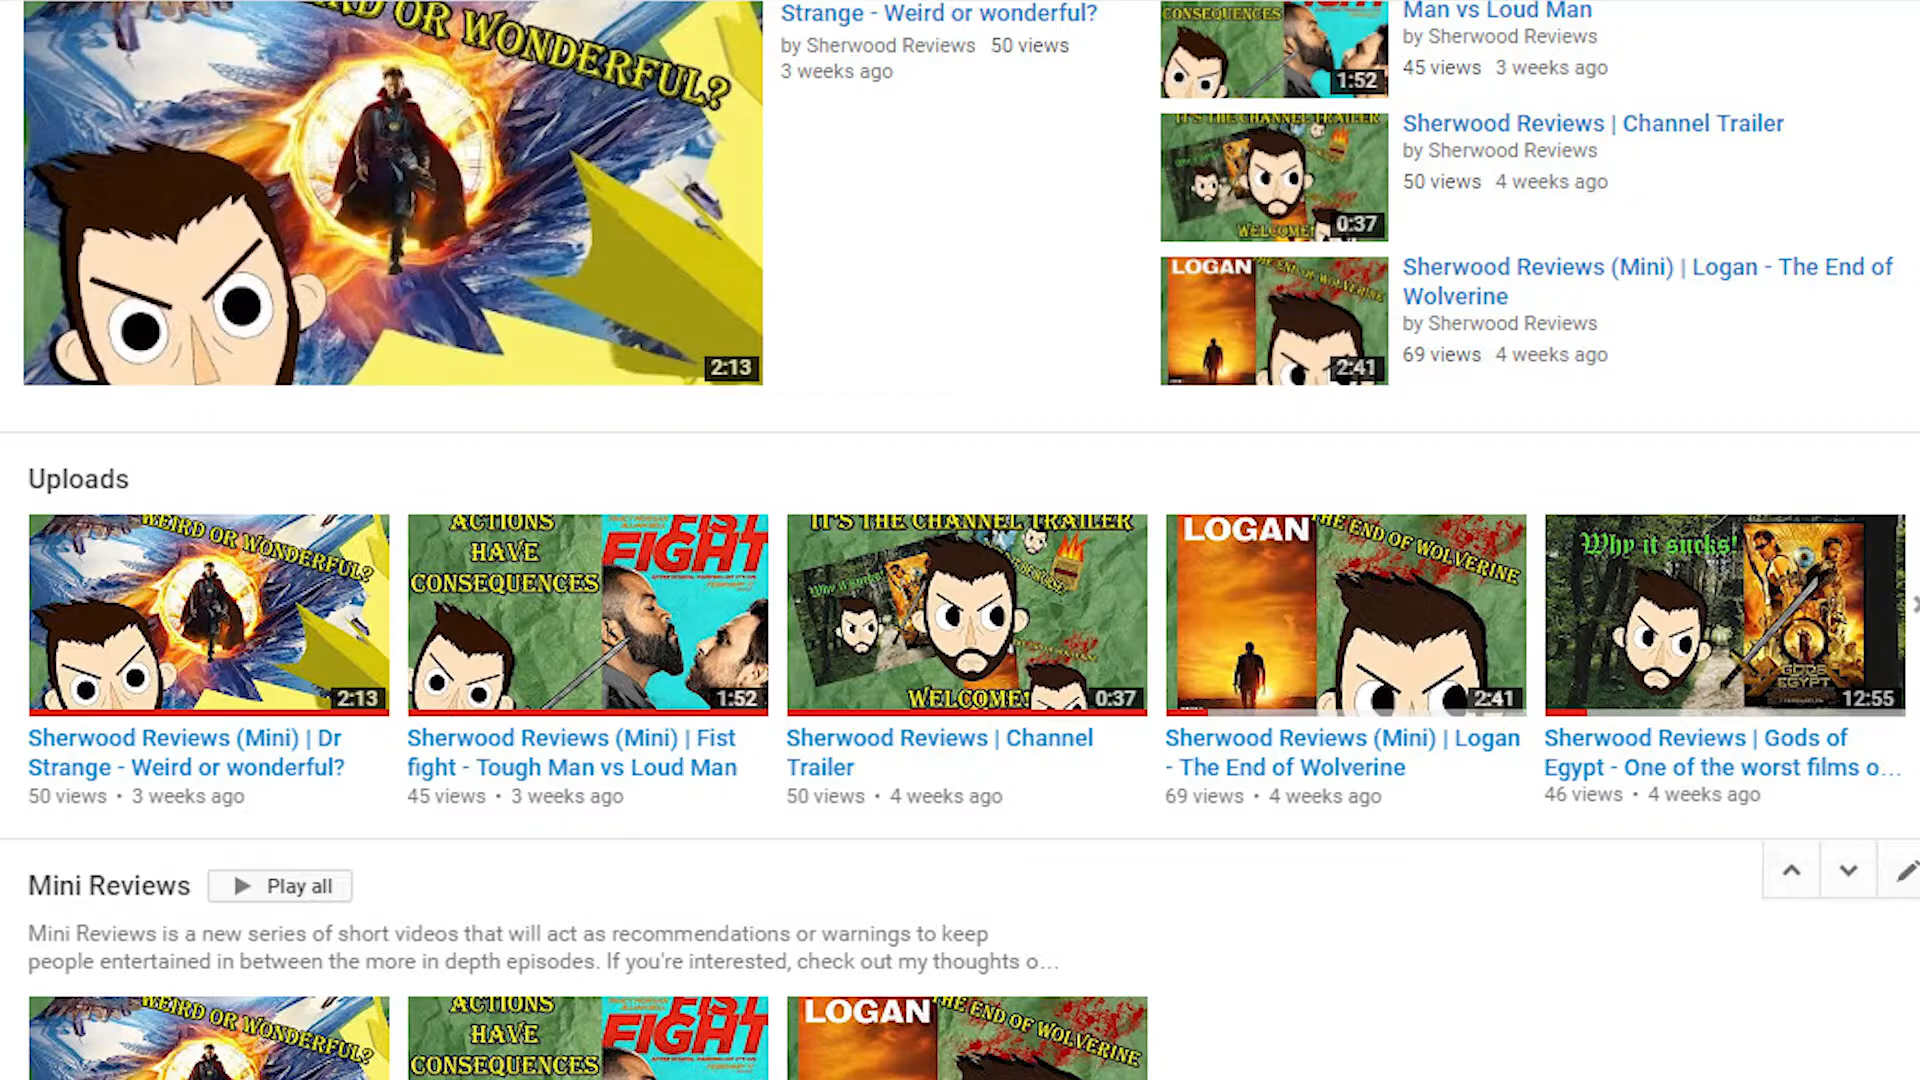 RD OR WONDERFUL?
2:13
Strange - Weird or wonderful?
by Sherwood Reviews 50 views
3 weeks ago
CONSEQUENCES
1:52
Man vs Loud Man
by Sherwood Reviews
45 views 3 weeks ago
IT'S THE CHANNEL TRAILER
WELCOME!
0:37
Sherwood Reviews | Channel Trailer
by Sherwood Reviews
50 views 4 weeks ago
LOGAN
THE END OF WOLVERINE
2:41
Sherwood Reviews (Mini) | Logan - The End of
Wolverine
by Sherwood Reviews
69 views 4 weeks ago
Uploads
WEIRD OR WONDERFUL?
2:13
ACTIONS
HAVE
CONSEQUENCES
FIST
FIGHT
1:52
IT'S THE CHANNEL TRAILER
WELCOME!
0:37
LOGAN
THE END OF WOLVERINE
2:41
Why it sucks!
GODS
EGYPT
12:55
Sherwood Reviews (Mini) | Dr
Strange - Weird or wonderful?
50 views • 3 weeks ago
Sherwood Reviews (Mini) | Fist
fight - Tough Man vs Loud Man
45 views • 3 weeks ago
Sherwood Reviews | Channel
Trailer
50 views • 4 weeks ago
Sherwood Reviews (Mini) | Logan
- The End of Wolverine
69 views • 4 weeks ago
Sherwood Reviews | Gods of
Egypt - One of the worst films o...
46 views • 4 weeks ago
Mini Reviews
Play all
Mini Reviews is a new series of short videos that will act as recommendations or warnings to keep
people entertained in between the more in depth episodes. If you're interested, check out my thoughts o...
WEIRD OR WONDERFUL?
ACTIONS
HAVE
CONSEQUENCES
FIST
FIGHT
LOGAN
THE END OF WOLVERINE